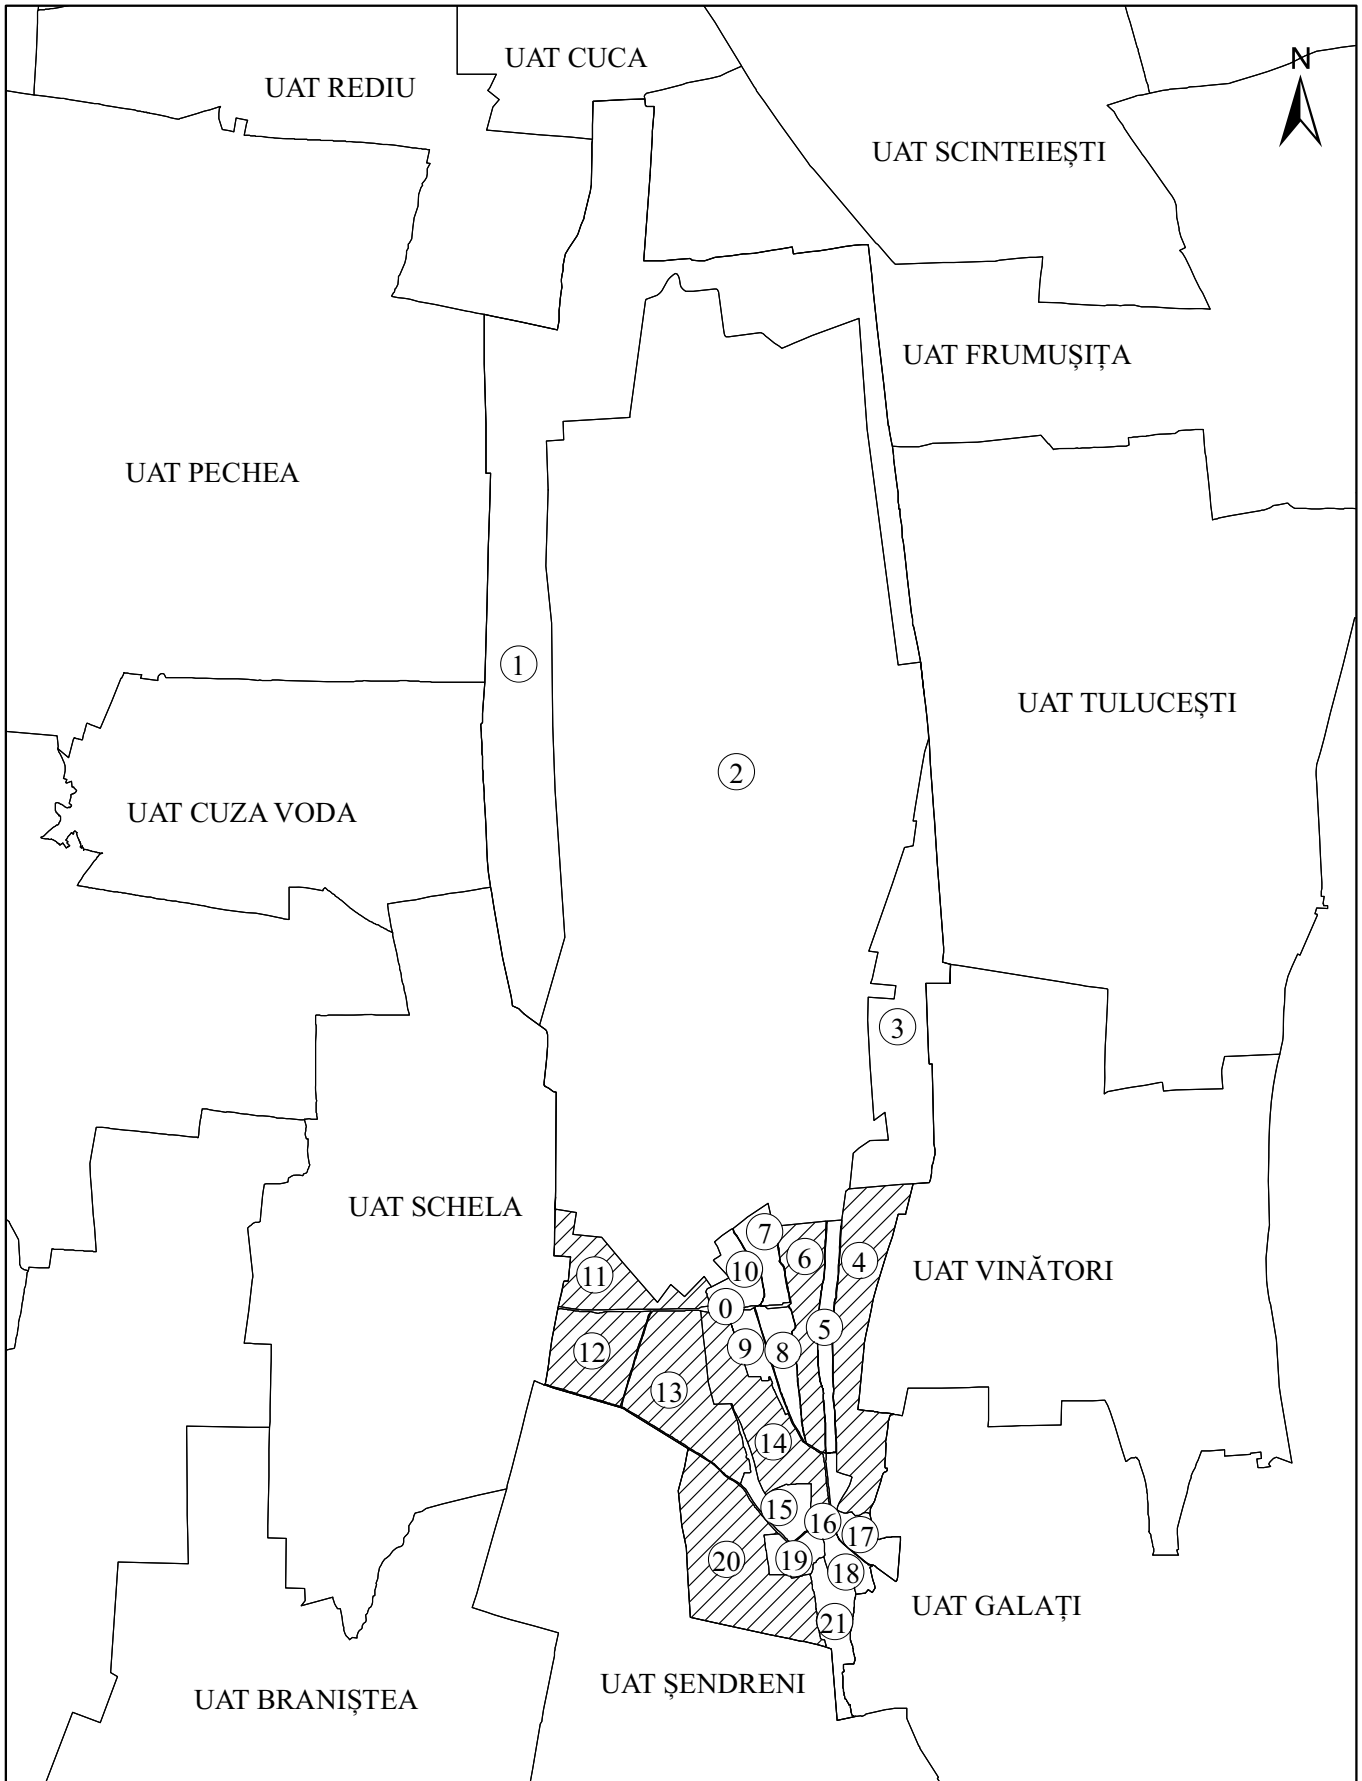 UAT CUCA
N
UAT REDIU
UAT SCINTEIEȘTI
UAT FRUMUȘIȚA
UAT PECHEA
1
UAT TULUCEȘTI
2
UAT CUZA VODA
3
UAT SCHELA
7
6
4
10
11
UAT VINĂTORI
0
5
9
8
12
13
14
15
16
17
19
20
18
UAT GALAȚI
21
UAT ȘENDRENI
UAT BRANIȘTEA